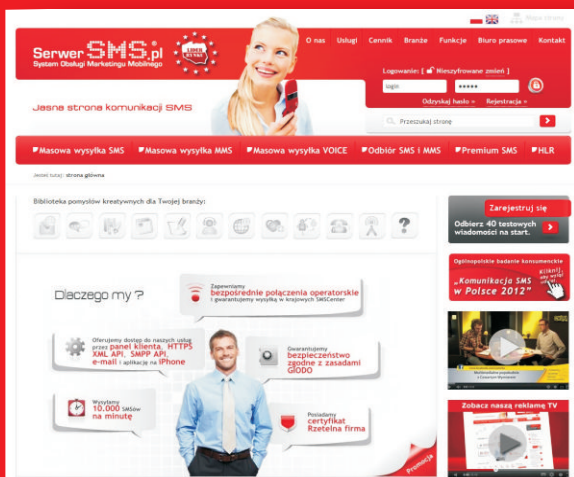 Mapa strony
O nas Usługi Cennik Branże Funkcje Biuro prasowe Kontakt
SerwerSMS.pl
System Obsługi Marketingu Mobilnego
LIDER
RYNKU
Logowanie: [ Nieszyfrowane zmień ]
login •••••
Odzyskaj hasło » Rejestracja »
Jasna strona komunikacji SMS
Przeszukaj stronę
Masowa wysyłka SMS Masowa wysyłka MMS Masowa wysyłka VOICE Odbiór SMS i MMS Premium SMS HLR
Jesteś tutaj: strona główna
Biblioteka pomysłów kreatywnych dla Twojej branży:
Zarejestruj się
Odbierz 40 testowych
wiadomości na start.
Ogólnopolskie badanie konsumenckie
„Komunikacja SMS
w Polsce 2012”
Kliknij,
Dlaczego my ?
Zapewniamy
bezpośrednie połączenia operatorskie
i gwarantujemy wysyłkę w krajowych SMSCenter
Oferujemy dostęp do naszych usług
przez panel klienta, HTTPS
XML API, SMPP API,
e-mail i aplikację na iPhone
Gwarantujemy
bezpieczeństwo
zgodne z zasadami
GIODO
Wysyłamy
10.000 SMSów
na minutę
Posiadamy
certyfikat
Rzetelna firma
Promocja
Zobacz naszą reklamę TV